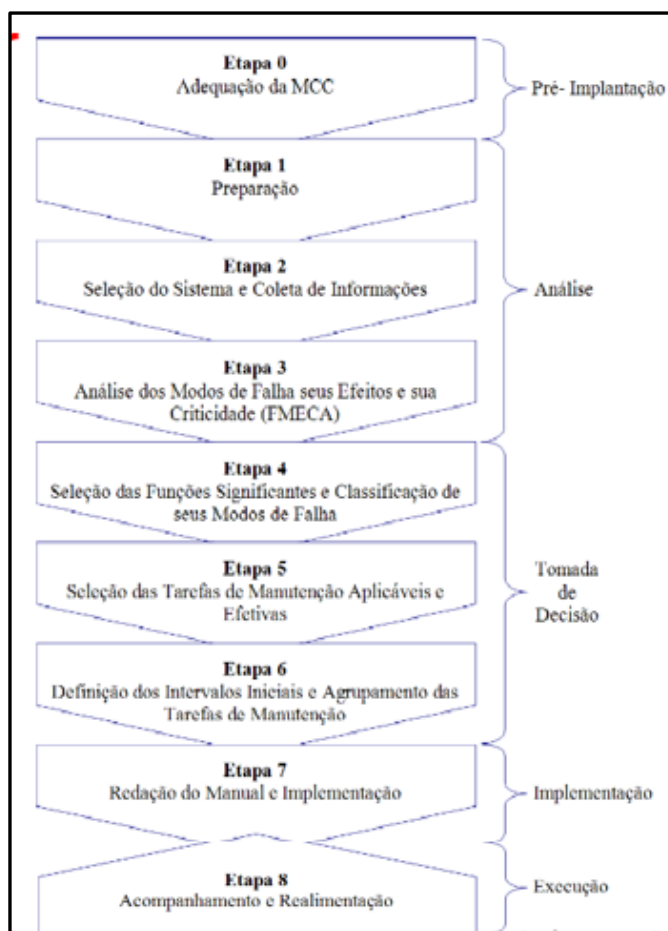 Etapa 0
Adequação da MCC
Pré- Implantação
Etapa 1
Preparação
Etapa 2
Seleção do Sistema e Coleta de Informações
Análise
Etapa 3
Análise dos Modos de Falha seus Efeitos e sua
Criticidade (FMECA)
Etapa 4
Seleção das Funções Significantes e Classificação de
seus Modos de Falha
Etapa 5
Seleção das Tarefas de Manutenção Aplicáveis e
Efetivas
Tomada
de
Decisão
Etapa 6
Definição dos Intervalos Iniciais e Agrupamento das
Tarefas de Manutenção
Etapa 7
Redação do Manual e Implementação
Implementação
Etapa 8
Acompanhamento e Realimentação
Execução